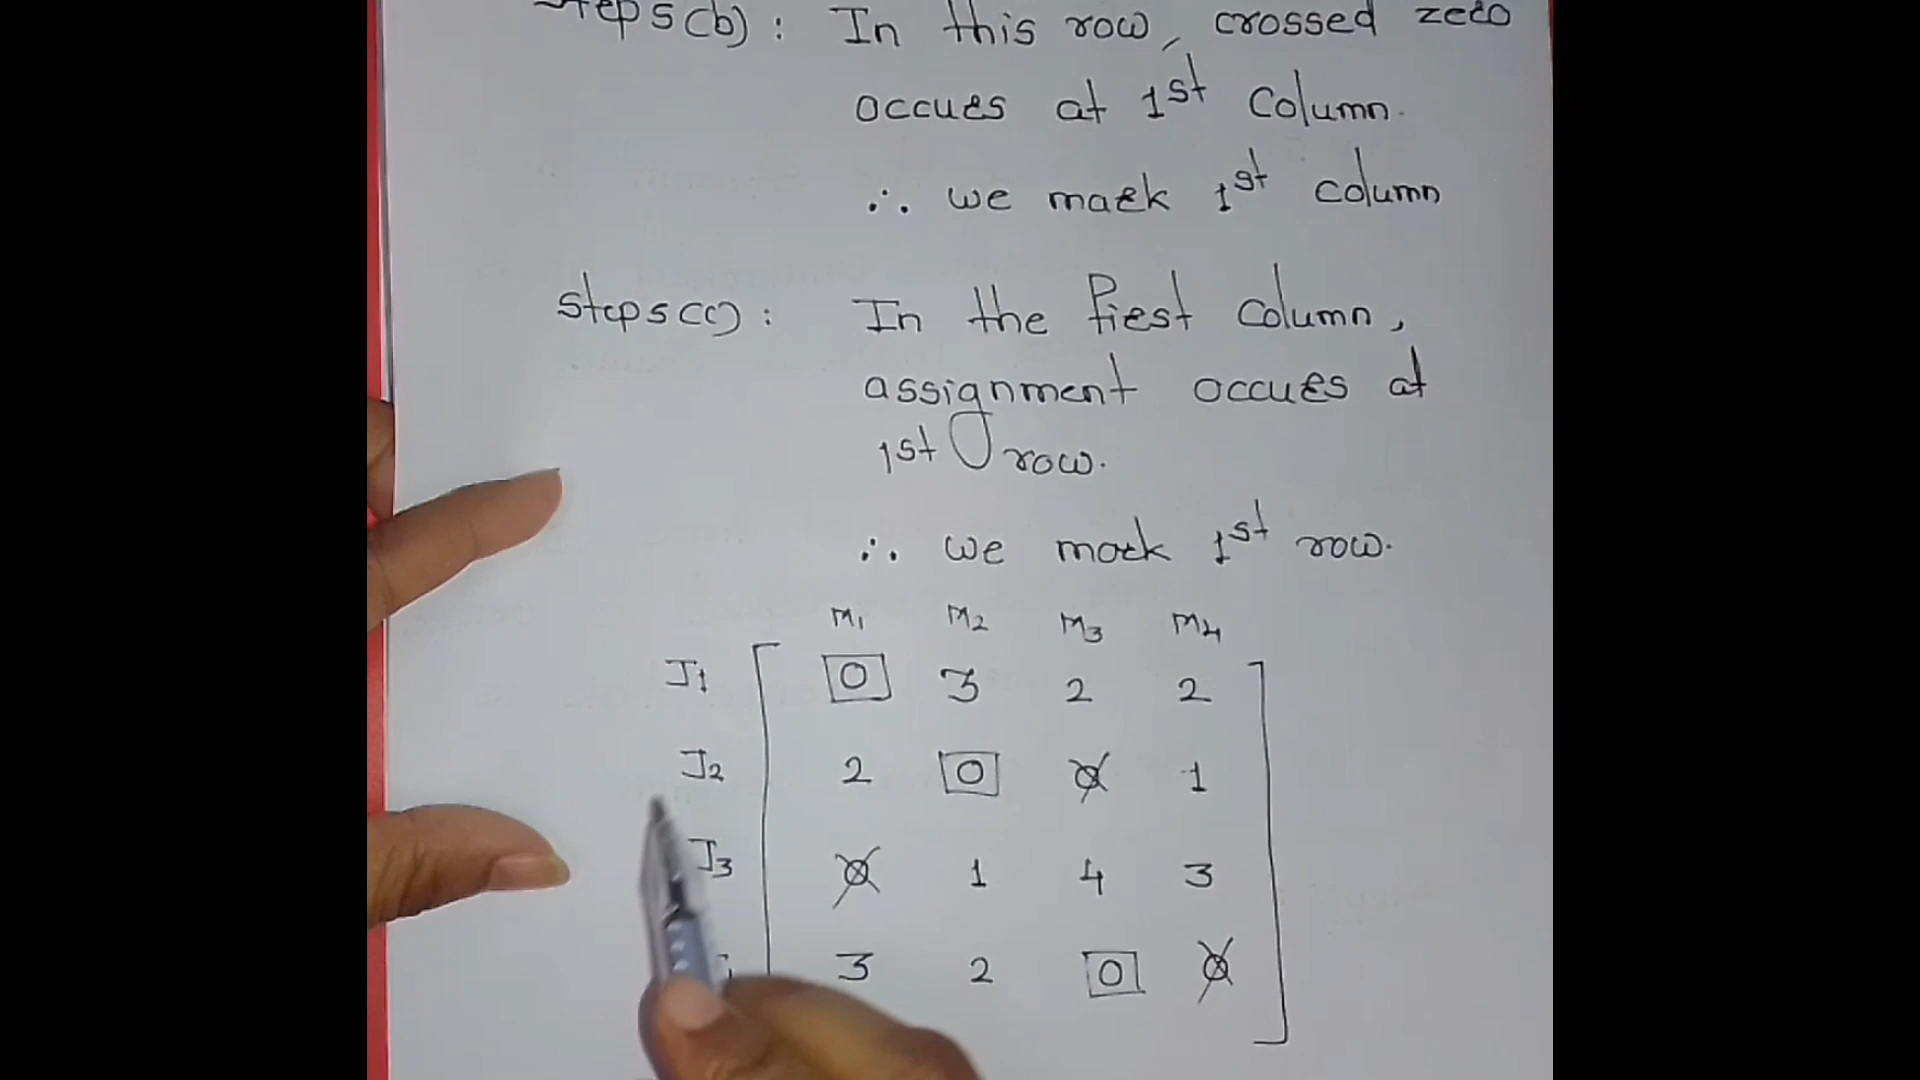 Step 5(b) : In this row, crossed zero
occurs at 1st Column.
∴ we mark 1st column
Step 5(c) : In the first column,
assignment occurs at
1st row.
∴ we mark 1st row.
M1 M2 M3 M4
J1 0 3 2 2
J2 2 0 0 1
J3 0 1 4 3
3 2 0 0